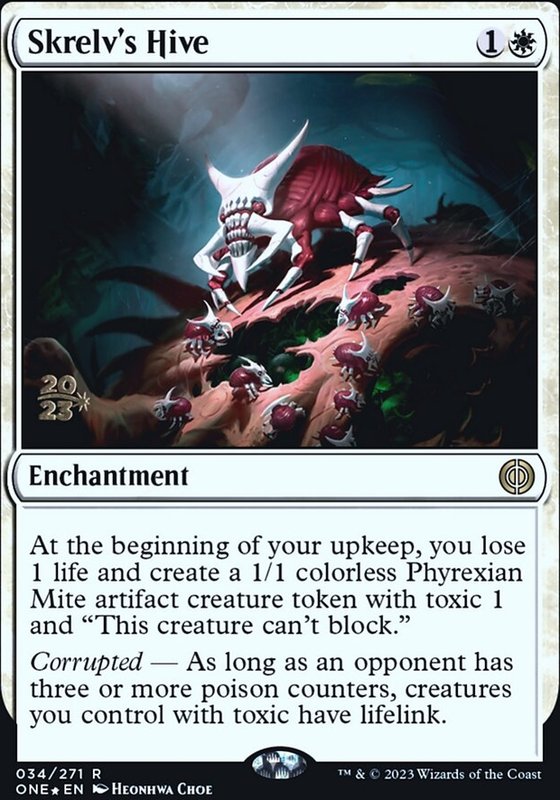 Skrelv's Hive 1
20
23
Enchantment
At the beginning of your upkeep, you lose
1 life and create a 1/1 colorless Phyrexian
Mite artifact creature token with toxic 1
and “This creature can't block.”
Corrupted — As long as an opponent has
three or more poison counters, creatures
you control with toxic have lifelink.
034/271 R
ONE★EN Heonhwa Choe
™ & © 2023 Wizards of the Coast